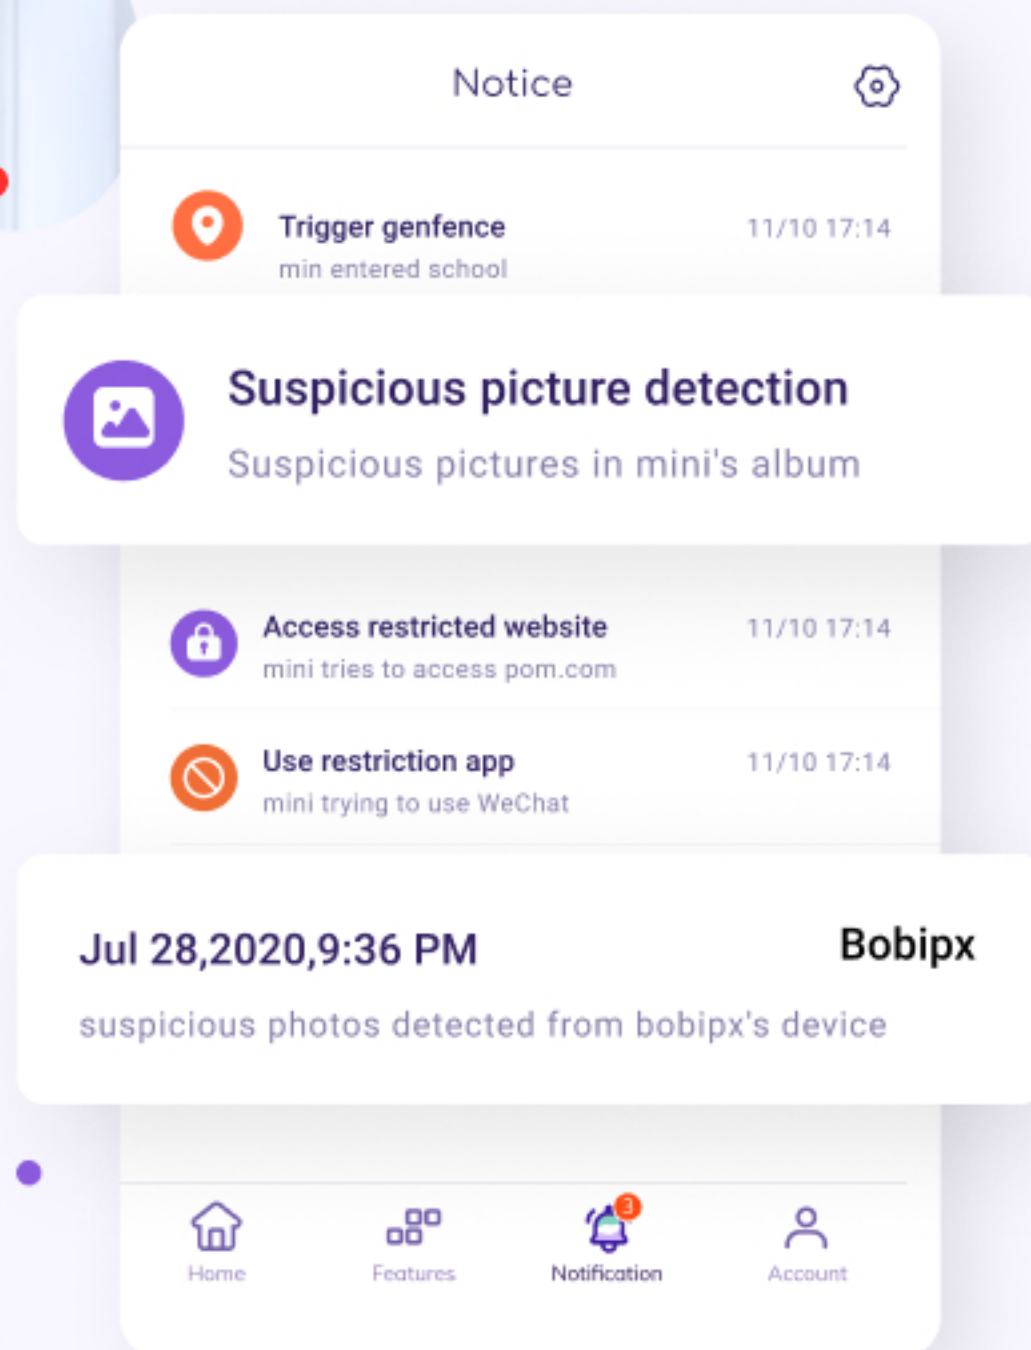 Notice
Trigger genfence
11/10 17:14
min entered school
Suspicious picture detection
Suspicious pictures in mini's album
Access restricted website
11/10 17:14
mini tries to access pom.com
Use restriction app
11/10 17:14
mini trying to use WeChat
Jul 28,2020,9:36 PM
Bobipx
suspicious photos detected from bobipx's device
3
Home
Features
Notification
Account